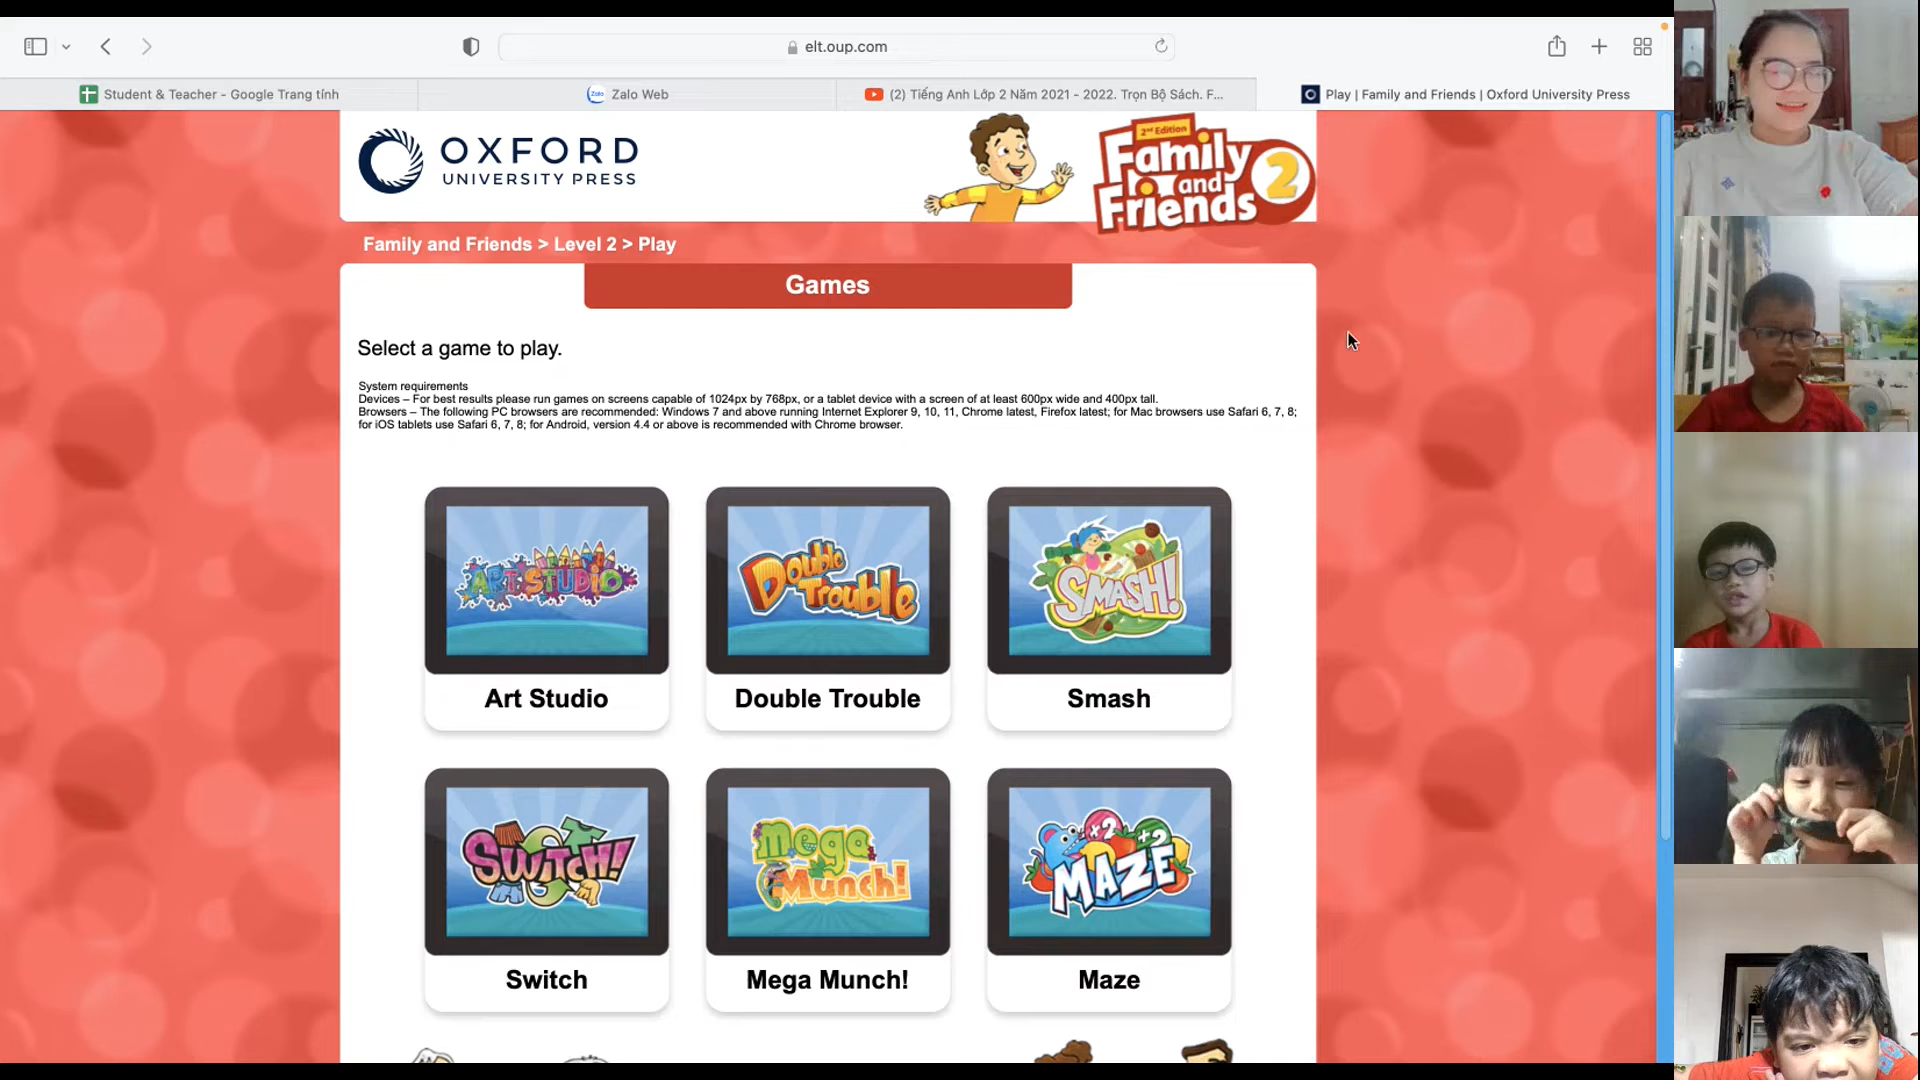 elt.oup.com
Student & Teacher - Google Trang tính
Zalo Web
(2) Tiếng Anh Lớp 2 Năm 2021 - 2022. Trọn Bộ Sách. F...
Play | Family and Friends | Oxford University Press
OXFORD
UNIVERSITY PRESS
2nd Edition
Family
and
Friends
2
Family and Friends > Level 2 > Play
Games
Select a game to play.
System requirements
Devices – For best results please run games on screens capable of 1024px by 768px, or a tablet device with a screen of at least 600px wide and 400px tall.
Browsers – The following PC browsers are recommended: Windows 7 and above running Internet Explorer 9, 10, 11, Chrome latest, Firefox latest; for Mac browsers use Safari 6, 7, 8;
for iOS tablets use Safari 6, 7, 8; for Android, version 4.4 or above is recommended with Chrome browser.
ART STUDIO
Double
Trouble
SMASH!
Art Studio
Double Trouble
Smash
SWITCH!
Mega
Munch!
×2 +2
MAZE
Switch
Mega Munch!
Maze